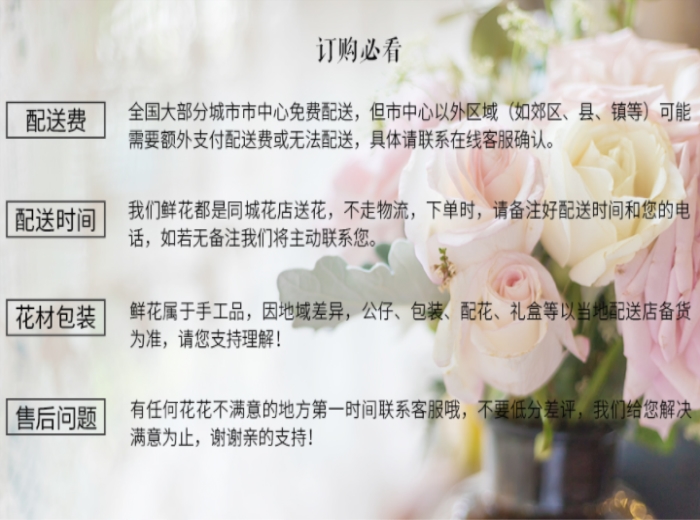 订购必看
配送费
全国大部分城市市中心免费配送，但市中心以外区域（如郊区、县、镇等）可能
需要额外支付配送费或无法配送，具体请联系在线客服确认。
配送时间
我们鲜花都是同城花店送花，不走物流，下单时，请备注好配送时间和您的电
话，如若无备注我们将主动联系您。
花材包装
鲜花属于手工品，因地域差异，公仔、包装、配花、礼盒等以当地配送店备货
为准，请您支持理解！
售后问题
有任何花花不满意的地方第一时间联系客服哦，不要低分差评，我们给您解决
满意为止，谢谢亲的支持！